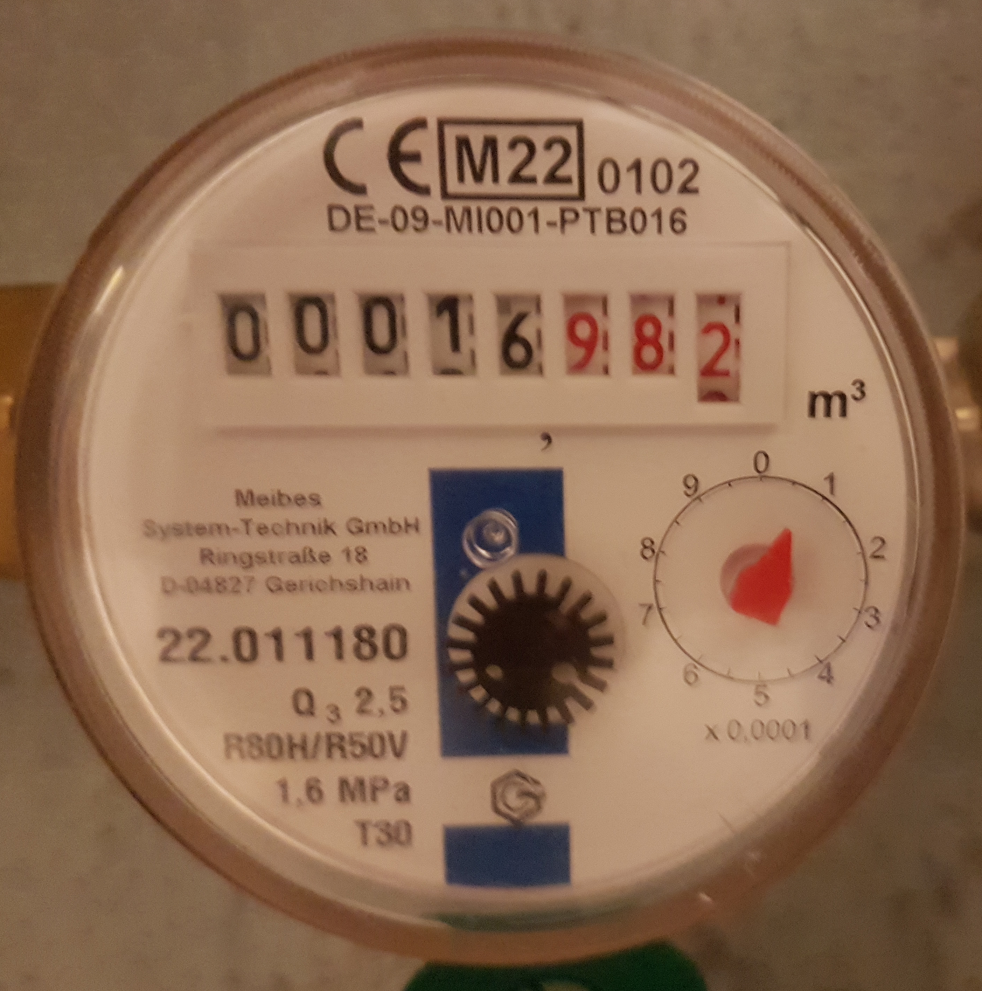 CE M22 0102
DE-09-MI001-PTB016
00016982
m³
,
Meibes
System-Technik GmbH
Ringstraße 18
D-04827 Gerichshain
22.011180
Q3 2,5
R80H/R50V
1,6 MPa
T30
G
0
1
2
3
4
5
6
7
8
9
x 0,0001